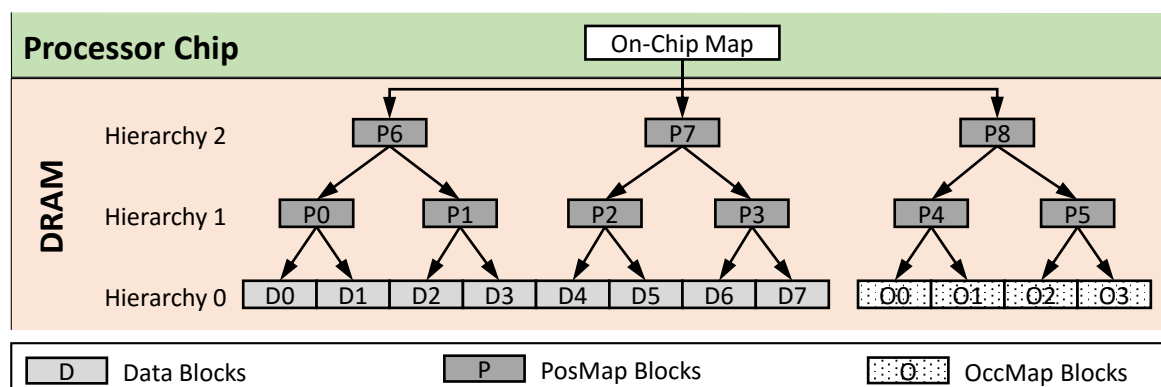 Processor Chip
On-Chip Map
DRAM
Hierarchy 2
P6
P7
P8
Hierarchy 1
P0
P1
P2
P3
P4
P5
Hierarchy 0
D0
D1
D2
D3
D4
D5
D6
D7
O0
O1
O2
O3
D Data Blocks
P PosMap Blocks
O OccMap Blocks